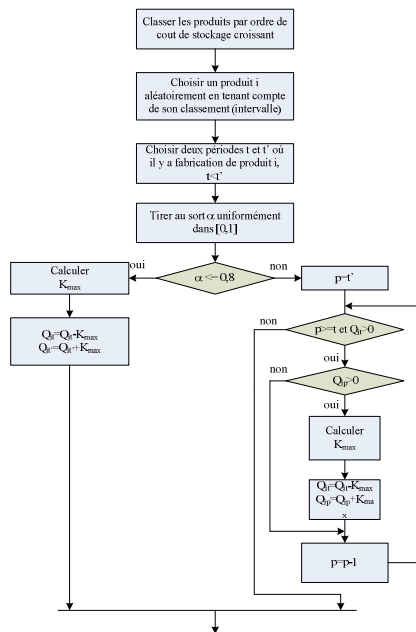 Classer les produits par ordre de
cout de stockage croissant
Choisir un produit i
aléatoirement en tenant compte
de son classement (intervalle)
Choisir deux périodes t et t’ où
il y a fabrication de produit i,
t<t’
Tirer au sort α uniformément
dans [0,1]
oui
α <= 0,8
non
Calculer
Kmax
p=t’
Qit=Qit-Kmax
Qit=Qit+Kmax
non
p>=t et Qit>0
oui
non
Qip>0
oui
Calculer
Kmax
Qit=Qit-Kmax
Qip=Qip+Kma
x
p=p-1